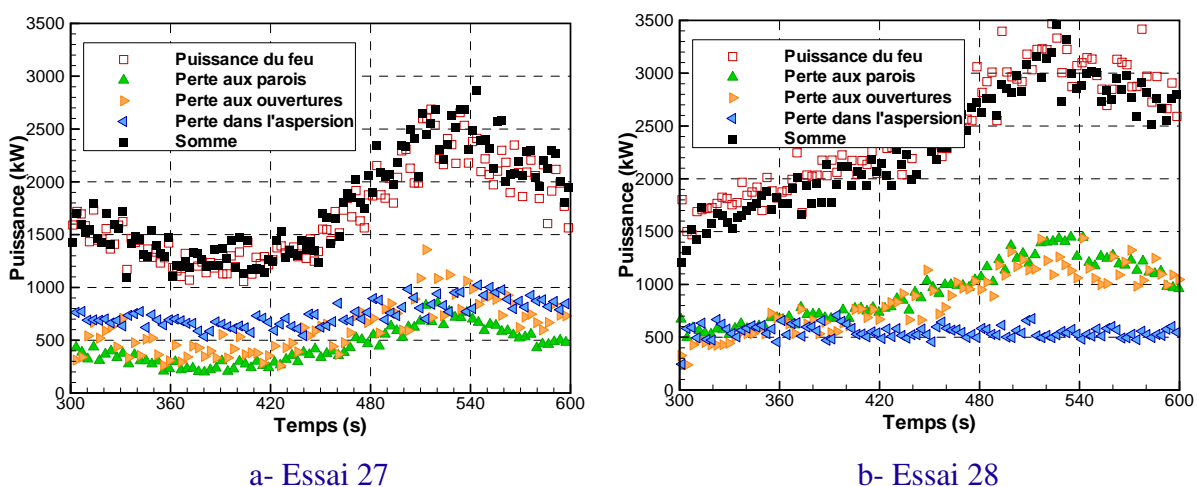 3500
3000
2500
2000
1500
1000
500
0
Puissance (kW)
Puissance du feu
Perte aux parois
Perte aux ouvertures
Perte dans l'aspersion
Somme
300 360 420 480 540 600
Temps (s)
a- Essai 27
3500
3000
2500
2000
1500
1000
500
0
Puissance (kW)
Puissance du feu
Perte aux parois
Perte aux ouvertures
Perte dans l'aspersion
Somme
300 360 420 480 540 600
Temps (s)
b- Essai 28